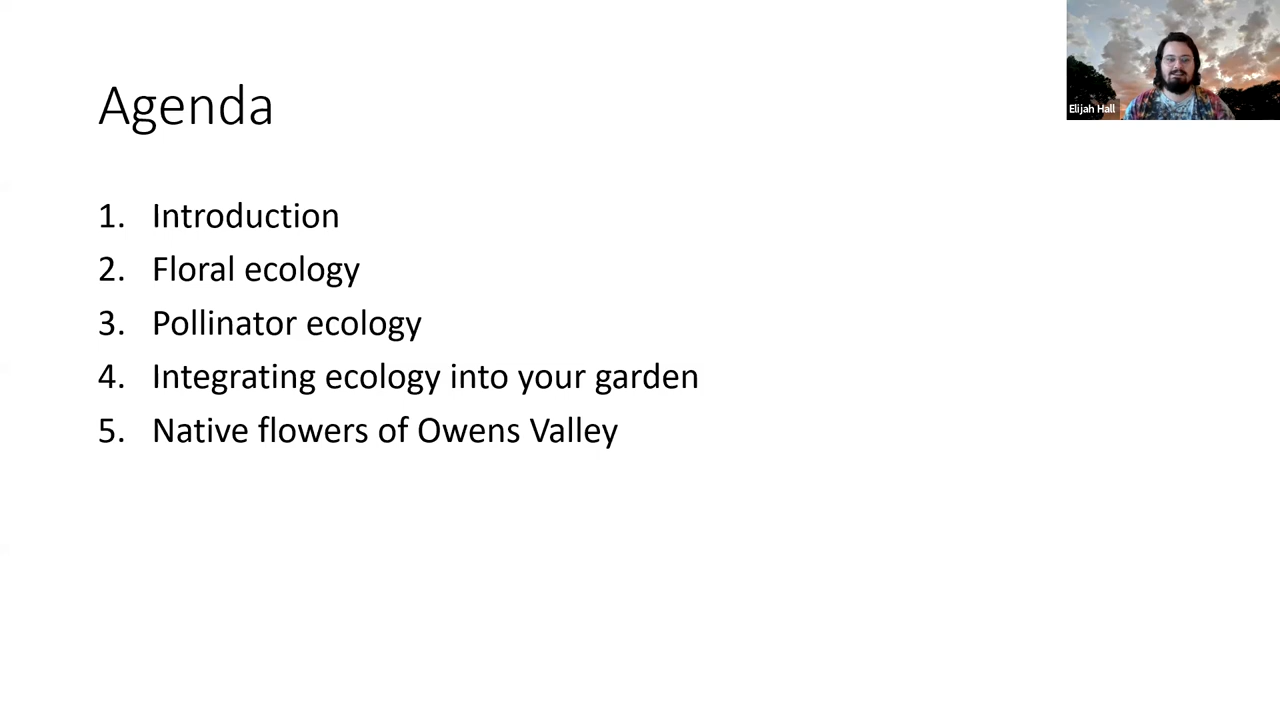 Agenda
1. Introduction
2. Floral ecology
3. Pollinator ecology
4. Integrating ecology into your garden
5. Native flowers of Owens Valley
Elijah Hall